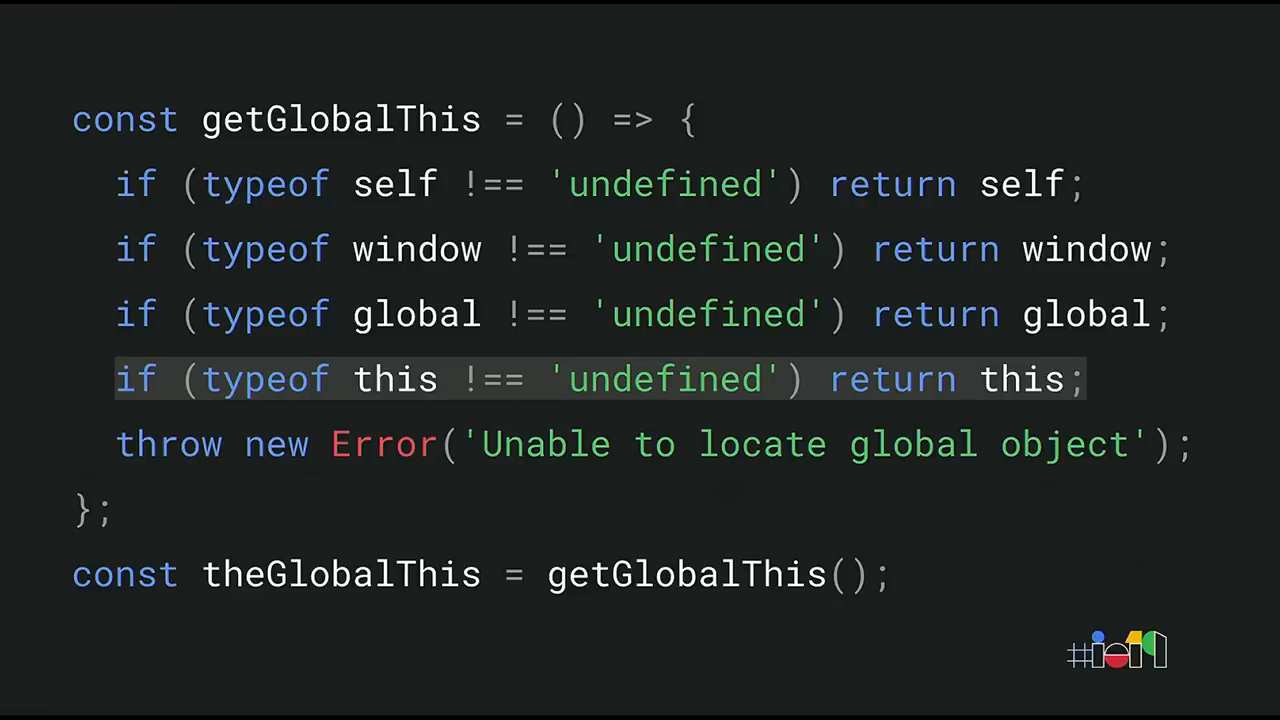 const getGlobalThis = () => {
  if (typeof self !== 'undefined') return self;
  if (typeof window !== 'undefined') return window;
  if (typeof global !== 'undefined') return global;
  if (typeof this !== 'undefined') return this;
  throw new Error('Unable to locate global object');
};
const theGlobalThis = getGlobalThis();
#io19